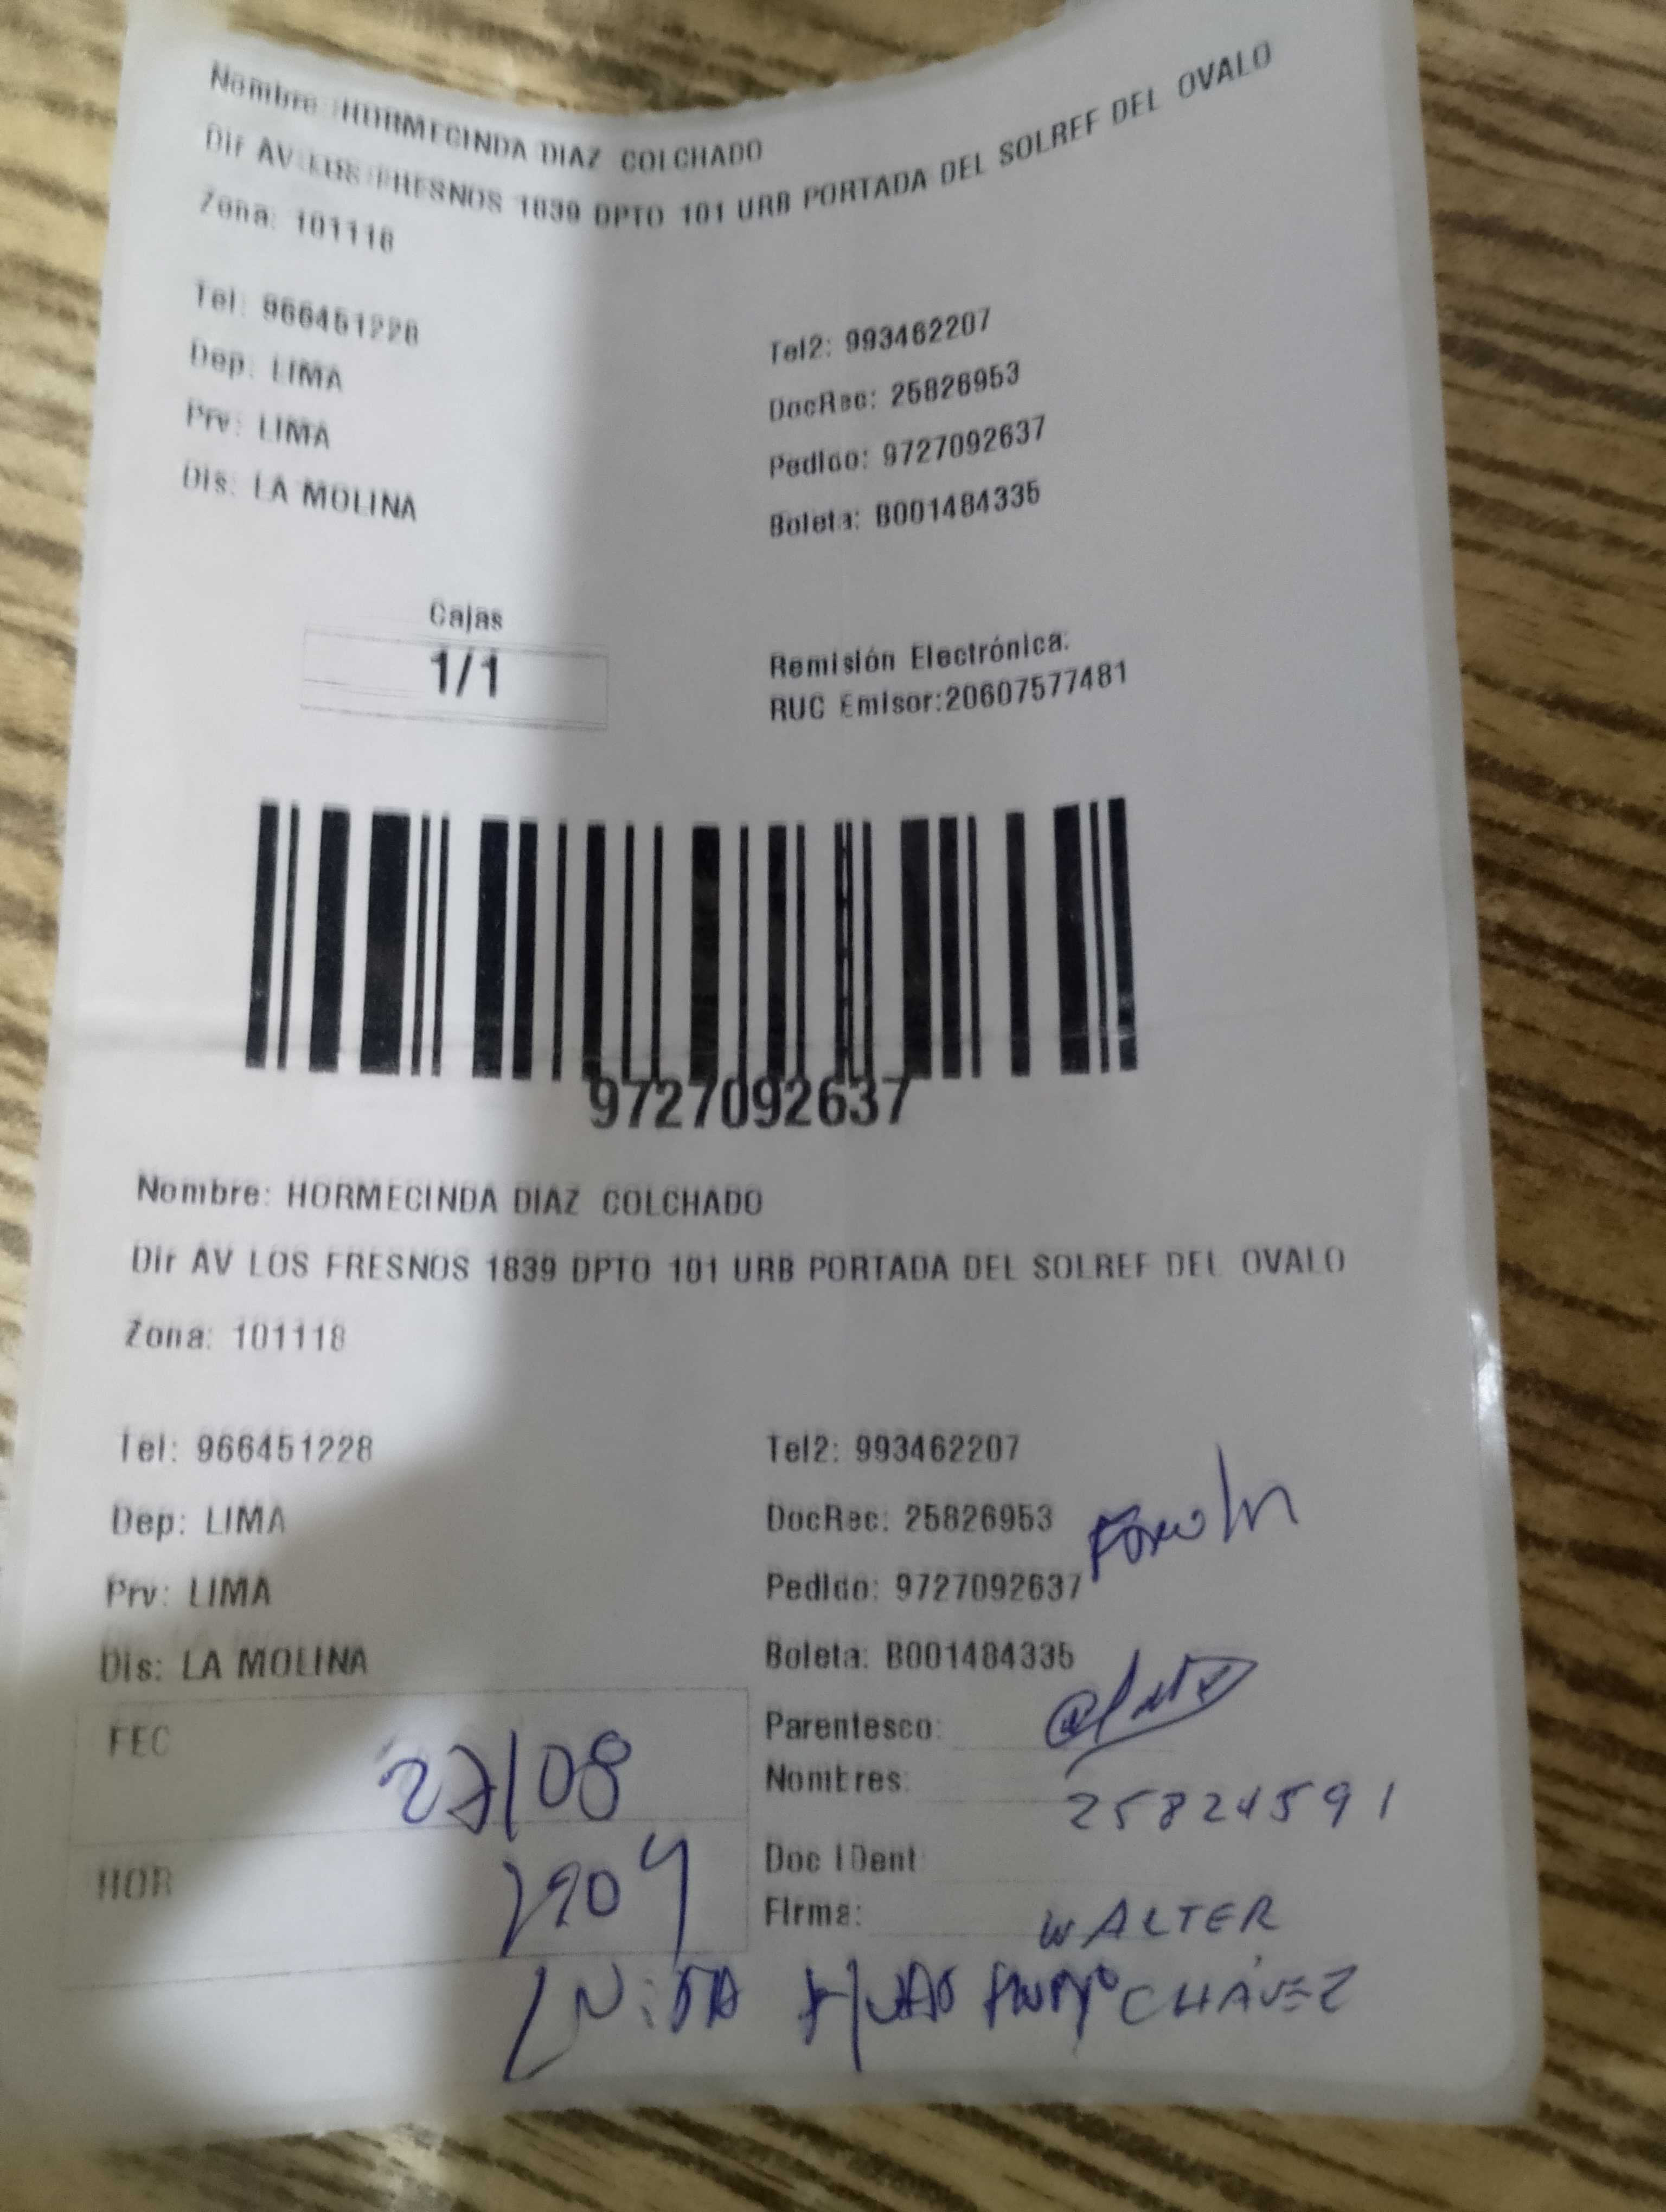 Nombre: HORMECINDA DIAZ COLCHADO
Dir AV LOS FRESNOS 1839 DPTO 101 URB PORTADA DEL SOLREF DEL OVALO
Zona: 101118
Tel: 966451228 Tel2: 993462207
Dep: LIMA DocRec: 25826953
Prv: LIMA Pedido: 9727092637
Dis: LA MOLINA Boleta: B001484335
Cajas
1/1
Remisión Electrónica:
RUC Emisor:20607577481
9727092637
Nombre: HORMECINDA DIAZ COLCHADO
Dir AV LOS FRESNOS 1839 DPTO 101 URB PORTADA DEL SOLREF DEL OVALO
Zona: 101118
Tel: 966451228 Tel2: 993462207
Dep: LIMA DocRec: 25826953
Prv: LIMA Pedido: 9727092637
Dis: LA MOLINA Boleta: B001484335
FEC 27/08
Parentesco:
Nombres: 25824591
HOR
Doc IDent
Firma: WALTER
CHÁVEZ